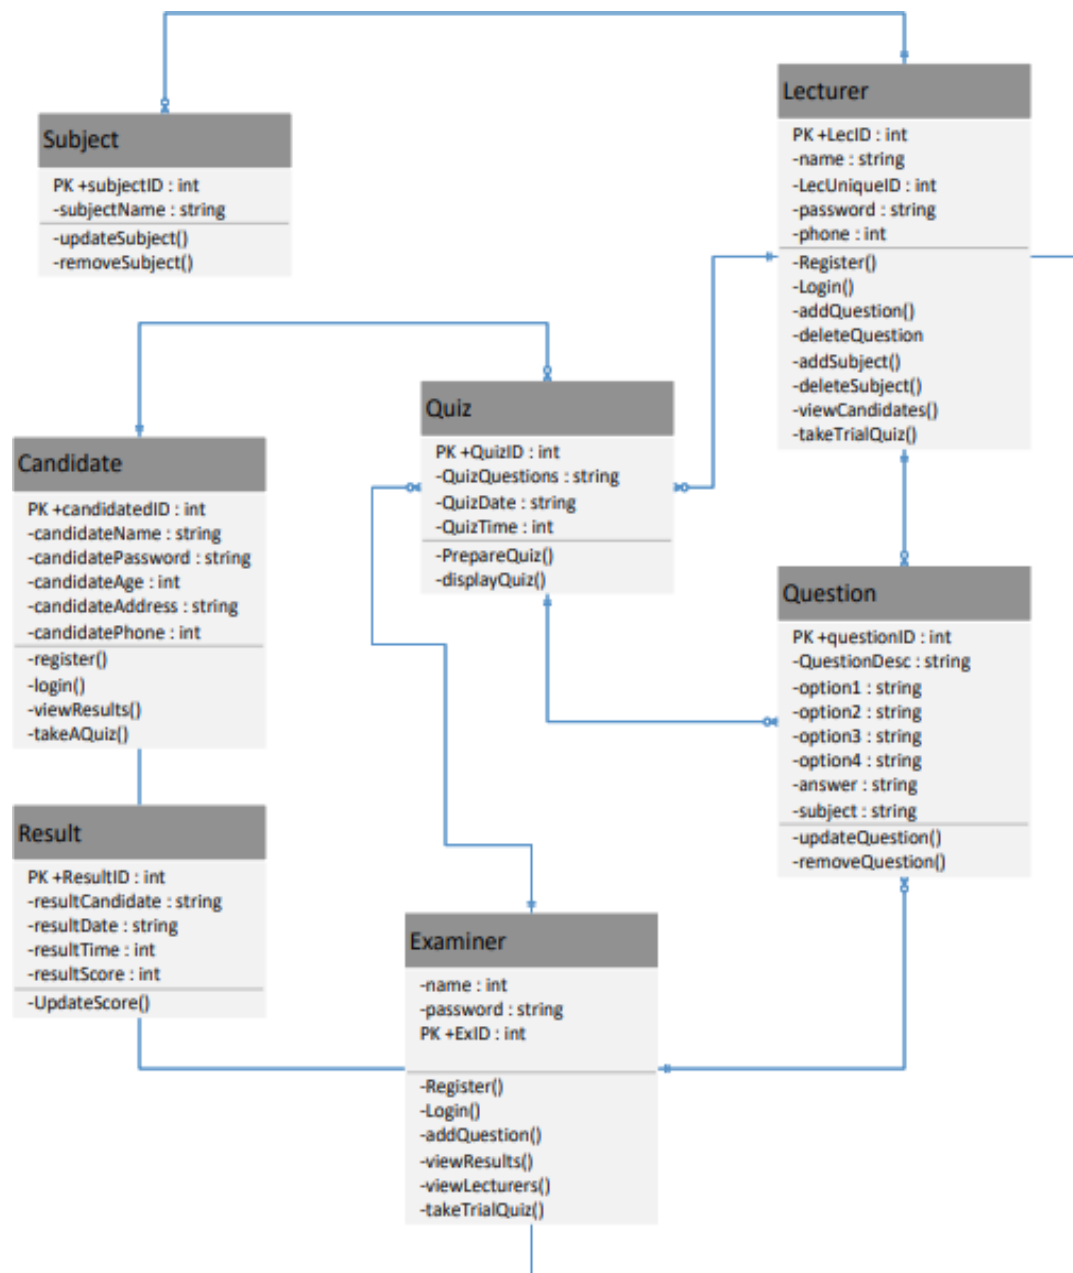 Lecturer
PK +LecID : int
-name : string
-LecUniqueID : int
-password : string
-phone : int
-Register()
-Login()
-addQuestion()
-deleteQuestion
-addSubject()
-deleteSubject()
-viewCandidates()
-takeTrialQuiz()
Subject
PK +subjectID : int
-subjectName : string
-updateSubject()
-removeSubject()
Quiz
PK +QuizID : int
-QuizQuestions : string
-QuizDate : string
-QuizTime : int
-PrepareQuiz()
-displayQuiz()
Candidate
PK +candidatedID : int
-candidateName : string
-candidatePassword : string
-candidateAge : int
-candidateAddress : string
-candidatePhone : int
-register()
-login()
-viewResults()
-takeAQuiz()
Question
PK +questionID : int
-QuestionDesc : string
-option1 : string
-option2 : string
-option3 : string
-option4 : string
-answer : string
-subject : string
-updateQuestion()
-removeQuestion()
Result
PK +ResultID : int
-resultCandidate : string
-resultDate : string
-resultTime : int
-resultScore : int
-UpdateScore()
Examiner
-name : int
-password : string
PK +ExID : int
-Register()
-Login()
-addQuestion()
-viewResults()
-viewLecturers()
-takeTrialQuiz()